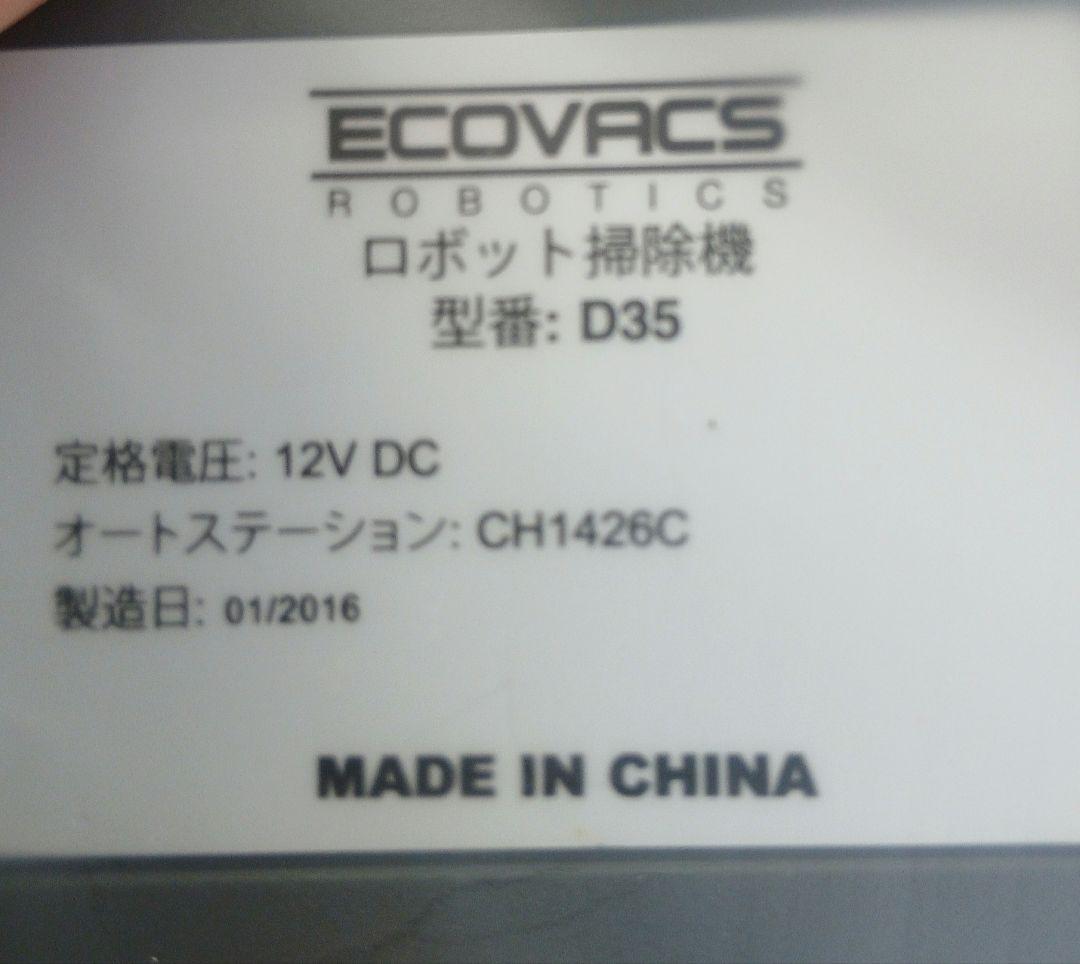 ECOVACS
ROBOTICS
ロボット掃除機
型番: D35
定格電圧: 12V DC
オートステーション: CH1426C
製造日: 01/2016
MADE IN CHINA